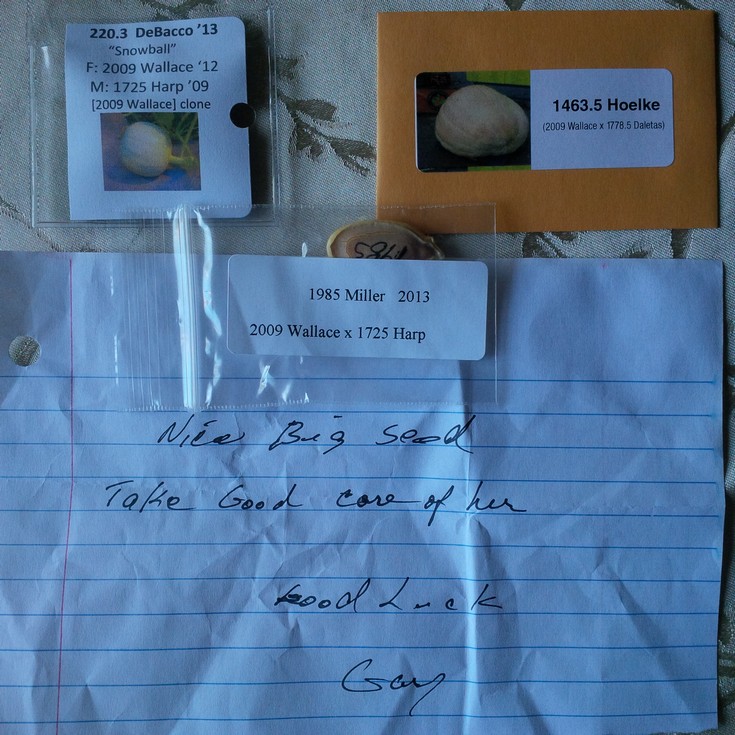 220.3 DeBacco ’13
“Snowball”
F: 2009 Wallace ‘12
M: 1725 Harp ’09
[2009 Wallace] clone
1463.5 Hoelke
(2009 Wallace x 1778.5 Daletas)
1985 Miller 2013
2009 Wallace x 1725 Harp
Nice Big seed
Take Good care of her
Good Luck
Gary